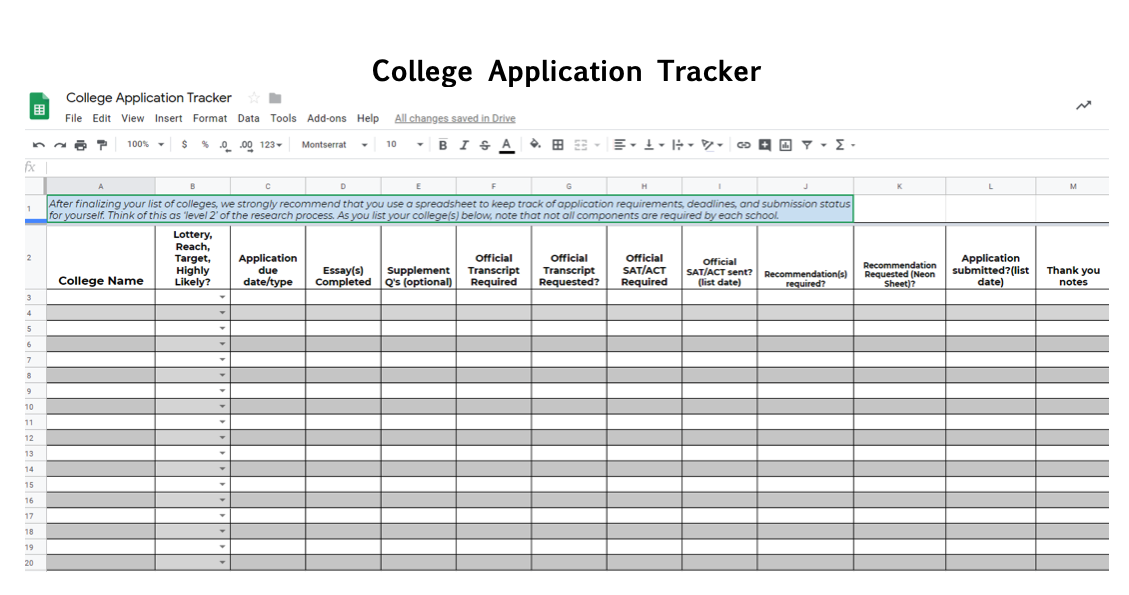 College Application Tracker
College Application Tracker
File Edit View Insert Format Data Tools Add-ons Help All changes saved in Drive
100% $ % .0 .00 123 Montserrat 10 B I S A Σ
fx
A B C D E F G H I J K L M
1 After finalizing your list of colleges, we strongly recommend that you use a spreadsheet to keep track of application requirements, deadlines, and submission status
for yourself. Think of this as 'level 2' of the research process. As you list your college(s) below, note that not all components are required by each school.
2
College Name
Lottery,
Reach,
Target,
Highly
Likely?
Application
due
date/type
Essay(s)
Completed
Supplement
Q's (optional)
Official
Transcript
Required
Official
Transcript
Requested?
Official
SAT/ACT
Required
Official
SAT/ACT sent?
(list date)
Recommendation(s)
required?
Recommendation
Requested (Neon
Sheet)?
Application
submitted?(list
date)
Thank you
notes
3
4
5
6
7
8
9
10
11
12
13
14
15
16
17
18
19
20